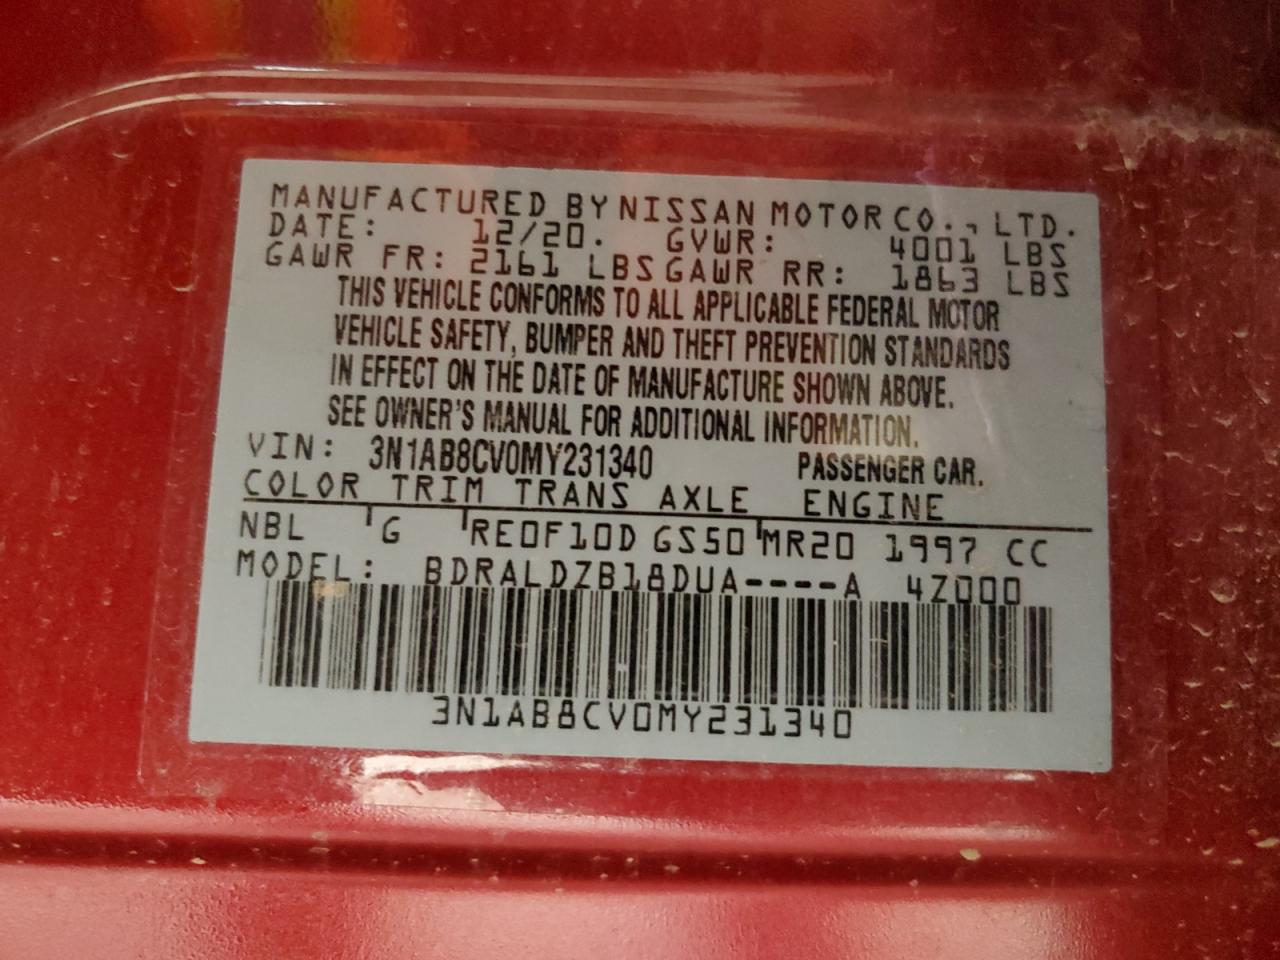 MANUFACTURED BY NISSAN MOTOR CO., LTD.
DATE: 12/20. GVWR: 4001 LBS
GAWR FR: 2161 LBS GAWR RR: 1863 LBS
THIS VEHICLE CONFORMS TO ALL APPLICABLE FEDERAL MOTOR
VEHICLE SAFETY, BUMPER AND THEFT PREVENTION STANDARDS
IN EFFECT ON THE DATE OF MANUFACTURE SHOWN ABOVE.
SEE OWNER'S MANUAL FOR ADDITIONAL INFORMATION.
VIN: 3N1AB8CV0MY231340 PASSENGER CAR.
COLOR TRIM TRANS AXLE ENGINE
NBL G RE0F10D GS50 MR20 1997 CC
MODEL: BDRALDZB18DUA----A 4Z000
3N1AB8CV0MY231340